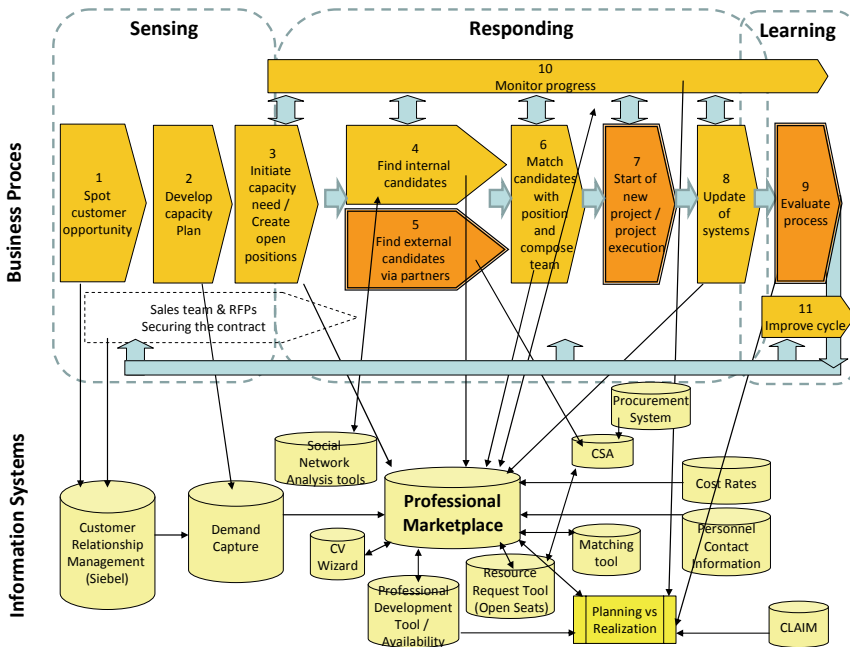 Sensing
Responding
Learning
10
Monitor progress
1
Spot
customer
opportunity
2
Develop
capacity
Plan
3
Initiate
capacity
need /
Create
open
positions
4
Find internal
candidates
5
Find external
candidates
via partners
6
Match
candidates
with
position
and
compose
team
7
Start of
new
project /
project
execution
8
Update
of
systems
9
Evaluate
process
11
Improve cycle
Sales team & RFPs
Securing the contract
Business Proces
Information Systems
Procurement
System
Social
Network
Analysis tools
CSA
Professional
Marketplace
Cost Rates
Customer
Relationship
Management
(Siebel)
Demand
Capture
CV
Wizard
Matching
tool
Personnel
Contact
Information
Professional
Development
Tool /
Availability
Resource
Request Tool
(Open Seats)
Planning vs
Realization
CLAIM